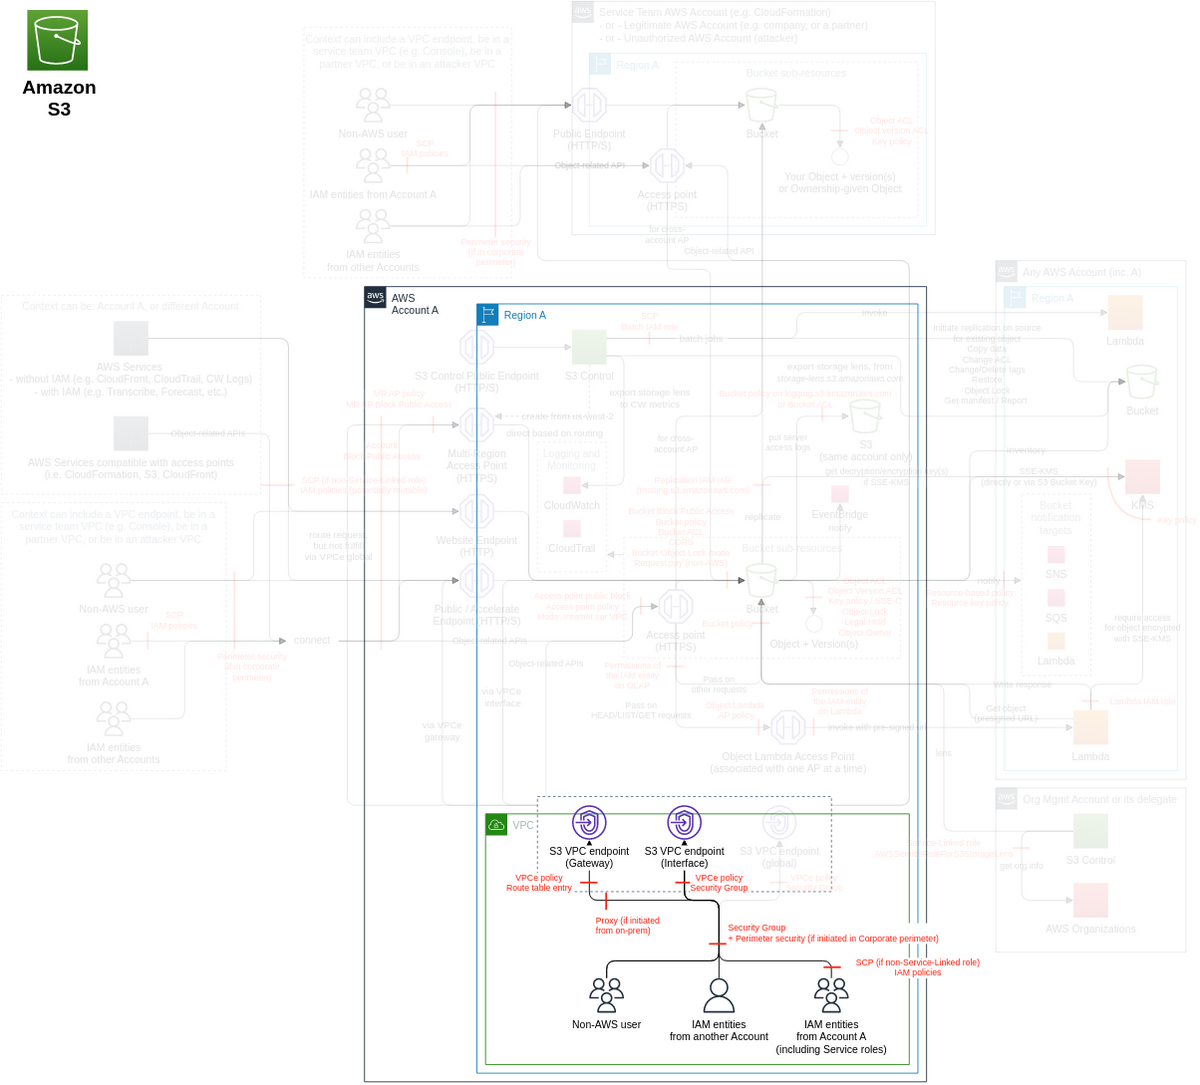 Amazon
S3
Service Team AWS Account (e.g. CloudFormation)
- or - Legitimate AWS Account (e.g. company, or a partner)
- or - Unauthorized AWS Account (attacker)
Context can include a VPC endpoint, be in a
service team VPC (e.g. Console), be in a
partner VPC, or be in an attacker VPC
Region A
Bucket sub-resources
Non-AWS user
SCP
IAM policies
IAM entities from Account A
IAM entities
from other Accounts
Perimeter security
(if in corporate
perimeter)
Public Endpoint
(HTTP/S)
Object-related API
Access point
(HTTPS)
Bucket
Object ACL
Object version ACL
Key policy
Your Object + version(s)
or Ownership-given Object
for cross-
account AP
Object-related API
Any AWS Account (inc. A)
Region A
Lambda
Context can be: Account A, or different Account
AWS Services
- without IAM (e.g. CloudFront, CloudTrail, CW Logs)
- with IAM (e.g. Transcribe, Forecast, etc.)
Object-related APIs
AWS Services compatible with access points
(i.e. CloudFormation, S3, CloudFront)
SCP (if non-Service-Linked role)
Context can include a VPC endpoint, be in a
service team VPC (e.g. Console), be in a
partner VPC, or be in an attacker VPC
Non-AWS user
SCP
IAM policies
IAM entities
from Account A
IAM entities
from other Accounts
Perimeter security
(if in corporate
perimeter)
connect
route request
but not fulfill
via VPCe global
MR AP policy
MR AP Block Public Access
Account
Block Public Access
AWS
Account A
Region A
S3 Control Public Endpoint
(HTTP/S)
S3 Control
SCP
Batch IAM role
batch jobs
invoke
export storage lens
to CW metrics
export storage lens, from
storage-lens.s3.amazonaws.com
create from us-west-2
direct based on routing
Multi-Region
Access Point
(HTTPS)
Logging and
Monitoring
CloudWatch
CloudTrail
Website Endpoint
(HTTP)
Public / Accelerate
Endpoint (HTTP/S)
Object-related APIs
Object-related APIs
Bucket policy on logging.s3.amazonaws.com
or Bucket ACL
put server
access logs
S3
(same account only)
for cross-
account AP
Replication IAM role
get decryption/encryption key(s)
if SSE-KMS
EventBridge
notify
replicate
Bucket Block Public Access
Bucket policy
Bucket ACL
CORS
Bucket Object Lock mode
Request pay (non-AWS)
Bucket sub-resources
Bucket
Bucket policy
Object ACL
Object Version ACL
Key policy / SSE-C
Object Lock
Legal Hold
Object Owner
Object + Version(s)
Access point public block
Access point policy
Mode: Internet or VPC
Access point
(HTTPS)
Permissions of
the IAM entity
on OLAP
Pass on
other requests
Pass on
HEAD/LIST/GET requests
Object Lambda
AP policy
Permissions of
the IAM entity
on Lambda
Object Lambda Access Point
(associated with one AP at a time)
via VPCe
interface
via VPCe
gateway
Initiate replication on source
for existing object
Copy data
Change ACL
Change/Delete tags
Restore
Object Lock
Get manifest / Report
Bucket
inventory
SSE-KMS
(directly or via S3 Bucket Key)
KMS
Key policy
Bucket
notification
targets
SNS
SQS
Lambda
notify
Resource-based policy
Resource key policy
require access
for object encrypted
with SSE-KMS
Write response
Get object
(presigned URL)
Lambda IAM role
Lambda
lens
Org Mgmt Account or its delegate
S3 Control
Service-Linked role
get org info
AWS Organizations
VPC
S3 VPC endpoint
(Gateway)
S3 VPC endpoint
(Interface)
S3 VPC endpoint
(global)
VPCe policy
Route table entry
VPCe policy
Security Group
Proxy (if initiated
from on-prem)
Security Group
+ Perimeter security (if initiated in Corporate perimeter)
SCP (if non-Service-Linked role)
IAM policies
Non-AWS user
IAM entities
from another Account
IAM entities
from Account A
(including Service roles)